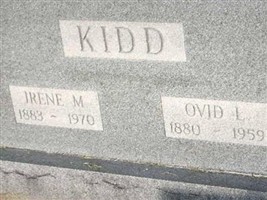 KIDD
IRENE M
1883 - 1970
OVID L.
1880 - 1959